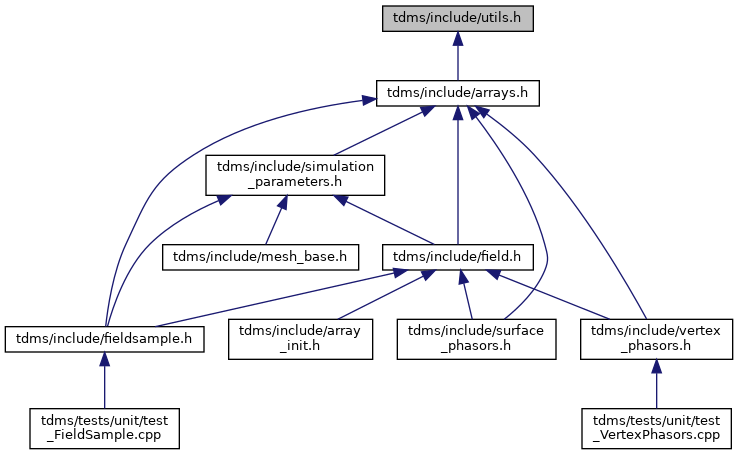 tdms/include/utils.h
tdms/include/arrays.h
tdms/include/simulation
_parameters.h
tdms/include/mesh_base.h
tdms/include/field.h
tdms/include/fieldsample.h
tdms/include/array
_init.h
tdms/include/surface
_phasors.h
tdms/include/vertex
_phasors.h
tdms/tests/unit/test
_FieldSample.cpp
tdms/tests/unit/test
_VertexPhasors.cpp